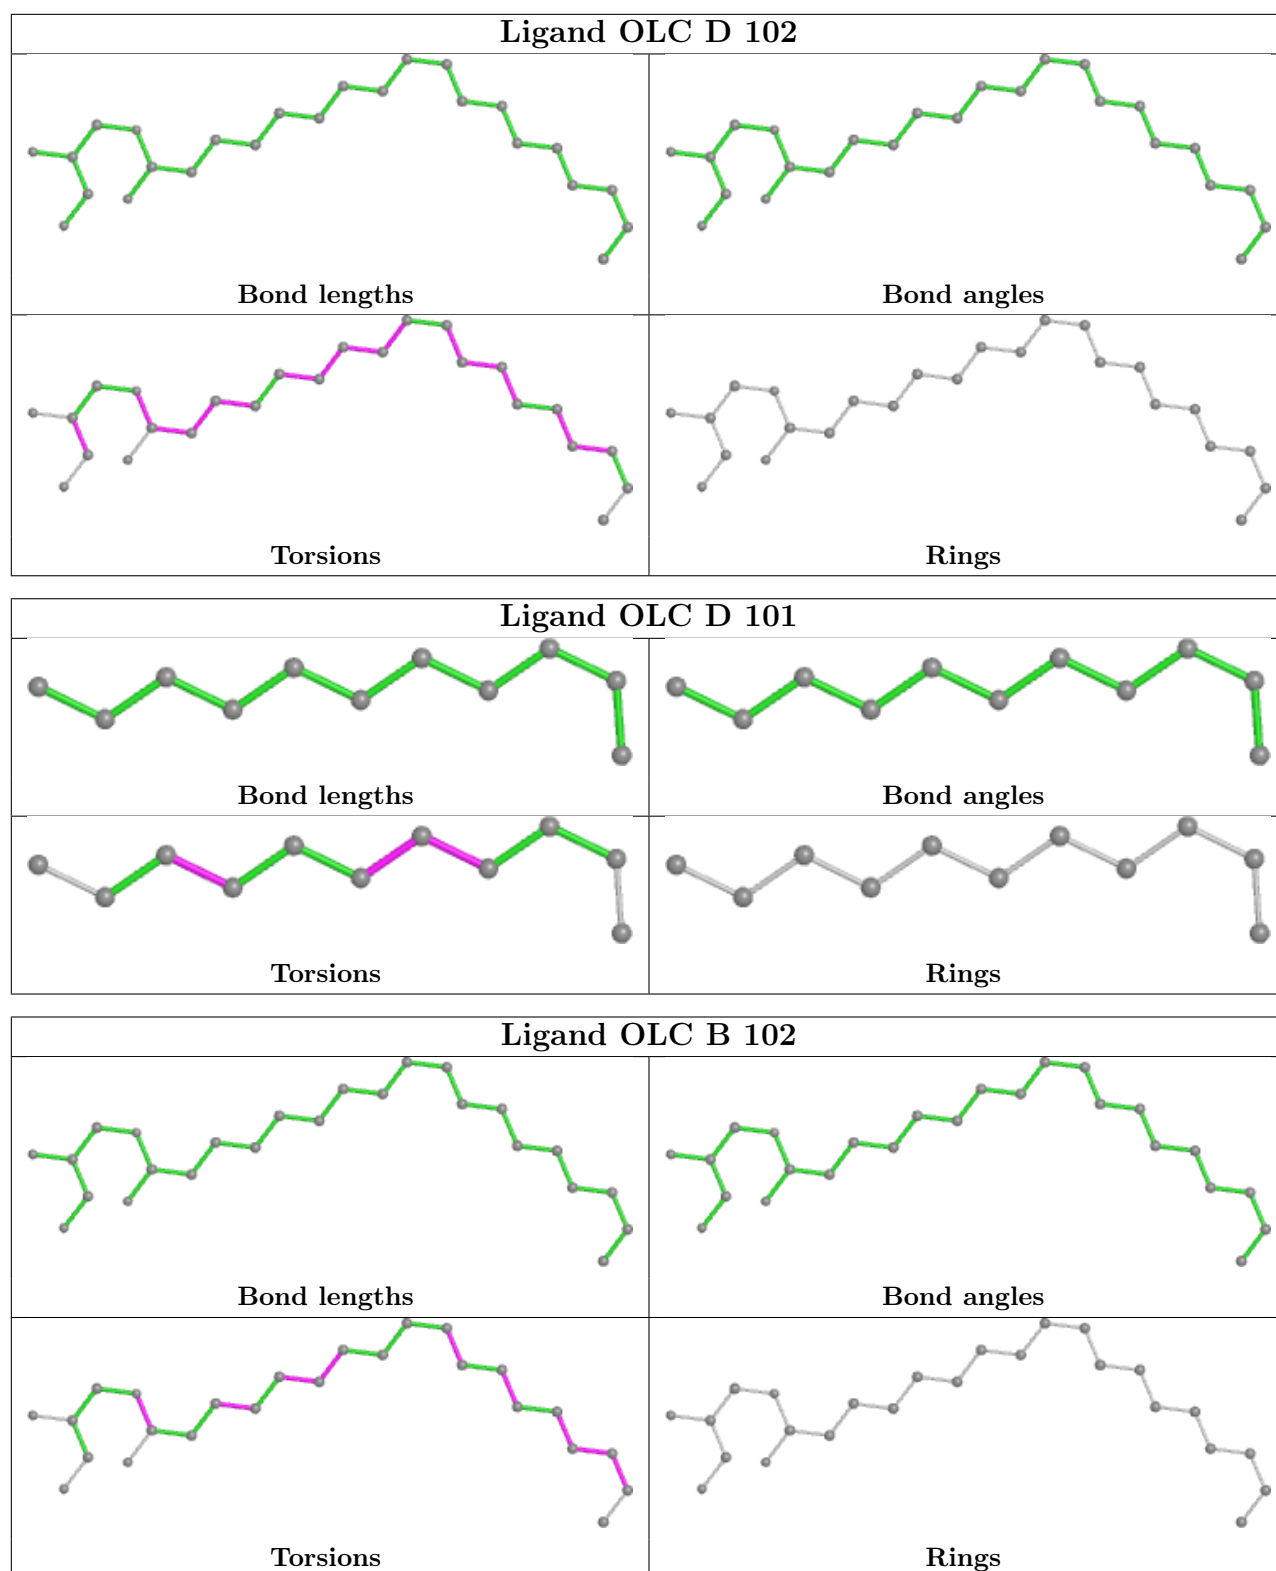 Ligand OLC D 102
Bond lengths
Bond angles
Torsions
Rings
Ligand OLC D 101
Bond lengths
Bond angles
Torsions
Rings
Ligand OLC B 102
Bond lengths
Bond angles
Torsions
Rings